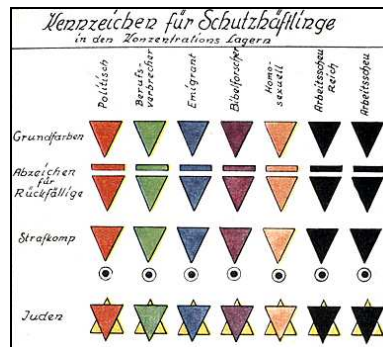 Kennzeichen für Schutzhäftlinge
in den Konzentrations Lagern
Politisch
Berufs-
verbrecher
Emigrant
Bibelforscher
Homo-
sexuell
Arbeitsscheu
Reich
Arbeitsscheu
Grundfarben
Abzeichen
für
Rückfällige
Strafkomp
Juden